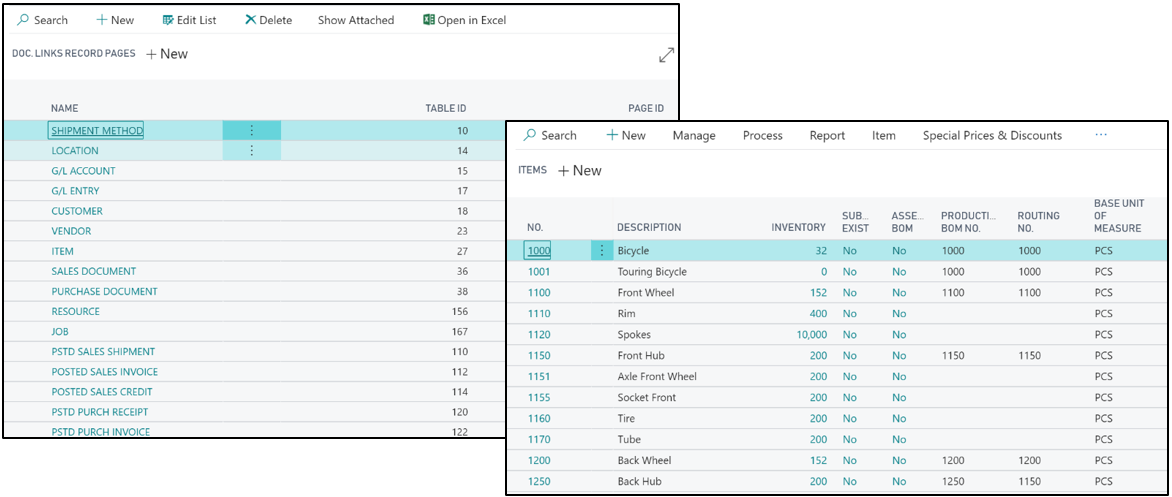 Search New Edit List Delete Show Attached Open in Excel
DOC. LINKS RECORD PAGES + New
NAME TABLE ID PAGE ID
SHIPMENT METHOD 10
LOCATION 14
G/L ACCOUNT 15
G/L ENTRY 17
CUSTOMER 18
VENDOR 23
ITEM 27
SALES DOCUMENT 36
PURCHASE DOCUMENT 38
RESOURCE 156
JOB 167
PSTD SALES SHIPMENT 110
POSTED SALES INVOICE 112
POSTED SALES CREDIT 114
PSTD PURCH RECEIPT 120
PSTD PURCH INVOICE 122
Search + New Manage Process Report Item Special Prices & Discounts ...
ITEMS + New
NO. DESCRIPTION INVENTORY SUB... EXIST ASSE... BOM PRODUCTI... BOM NO. ROUTING NO. BASE UNIT OF MEASURE
1000 Bicycle 32 No No 1000 1000 PCS
1001 Touring Bicycle 0 No No 1000 1000 PCS
1100 Front Wheel 152 No No 1100 1100 PCS
1110 Rim 400 No No PCS
1120 Spokes 10,000 No No PCS
1150 Front Hub 200 No No 1150 1150 PCS
1151 Axle Front Wheel 200 No No PCS
1155 Socket Front 200 No No PCS
1160 Tire 200 No No PCS
1170 Tube 200 No No PCS
1200 Back Wheel 152 No No 1200 1200 PCS
1250 Back Hub 200 No No 1250 1150 PCS